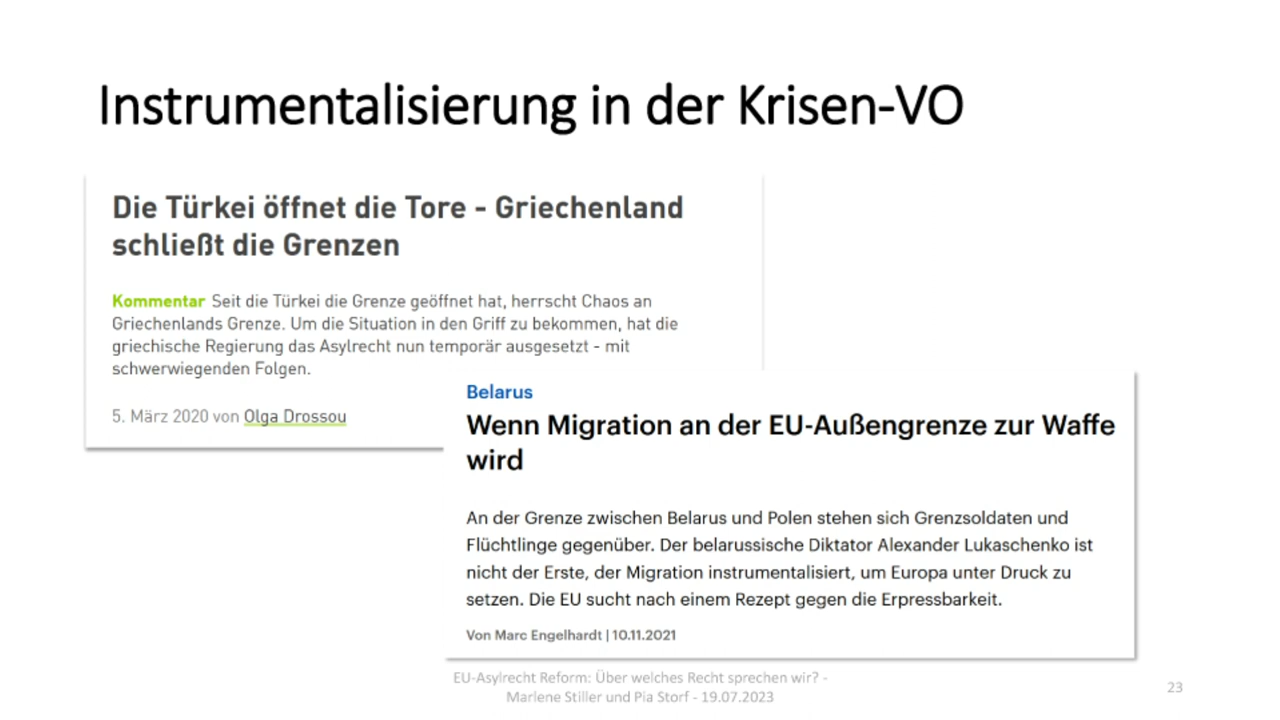 Instrumentalisierung in der Krisen-VO
Die Türkei öffnet die Tore - Griechenland
schließt die Grenzen
Kommentar Seit die Türkei die Grenze geöffnet hat, herrscht Chaos an
Griechenlands Grenze. Um die Situation in den Griff zu bekommen, hat die
griechische Regierung das Asylrecht nun temporär ausgesetzt - mit
schwerwiegenden Folgen.
5. März 2020 von Olga Drossou
Belarus
Wenn Migration an der EU-Außengrenze zur Waffe
wird
An der Grenze zwischen Belarus und Polen stehen sich Grenzsoldaten und
Flüchtlinge gegenüber. Der belarussische Diktator Alexander Lukaschenko ist
nicht der Erste, der Migration instrumentalisiert, um Europa unter Druck zu
setzen. Die EU sucht nach einem Rezept gegen die Erpressbarkeit.
Von Marc Engelhardt | 10.11.2021
EU-Asylrecht Reform: Über welches Recht sprechen wir? -
Marlene Stiller und Pia Storf - 19.07.2023
23